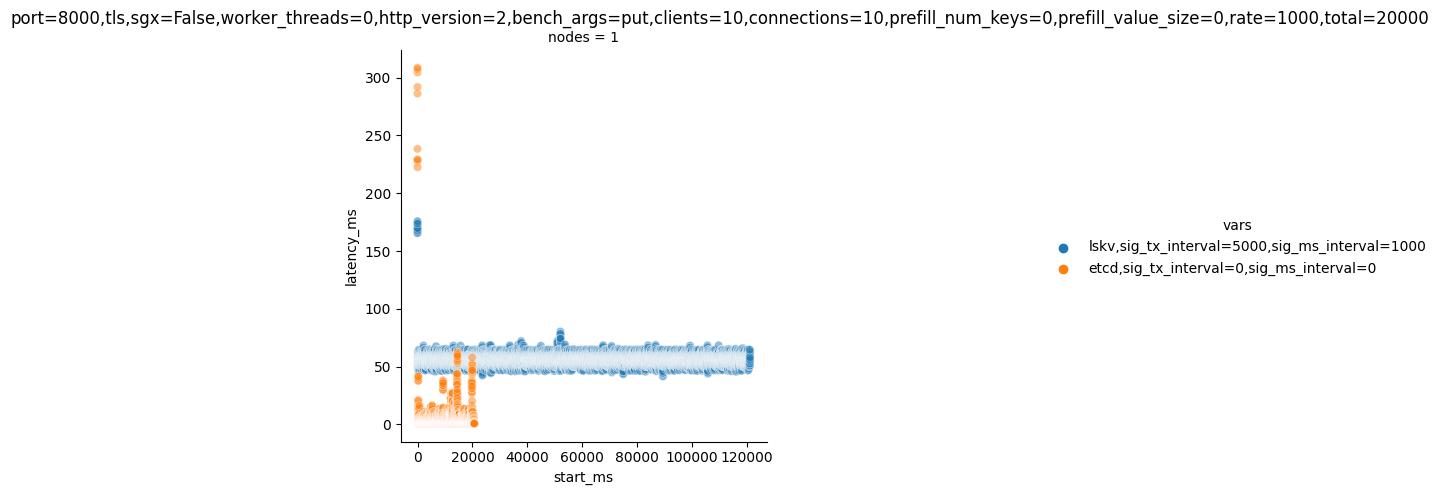 port=8000,tls,sgx=False,worker_threads=0,http_version=2,bench_args=put,clients=10,connections=10,prefill_num_keys=0,prefill_value_size=0,rate=1000,total=20000
nodes = 1
300
250
200
150
100
50
0
latency_ms
0 20000 40000 60000 80000 100000 120000
start_ms
vars
lskv,sig_tx_interval=5000,sig_ms_interval=1000
etcd,sig_tx_interval=0,sig_ms_interval=0